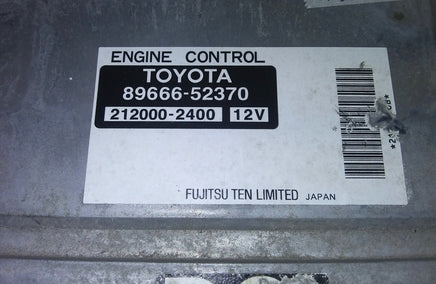 ENGINE CONTROL
TOYOTA
89666-52370
212000-2400 12V
FUJITSU TEN LIMITED JAPAN